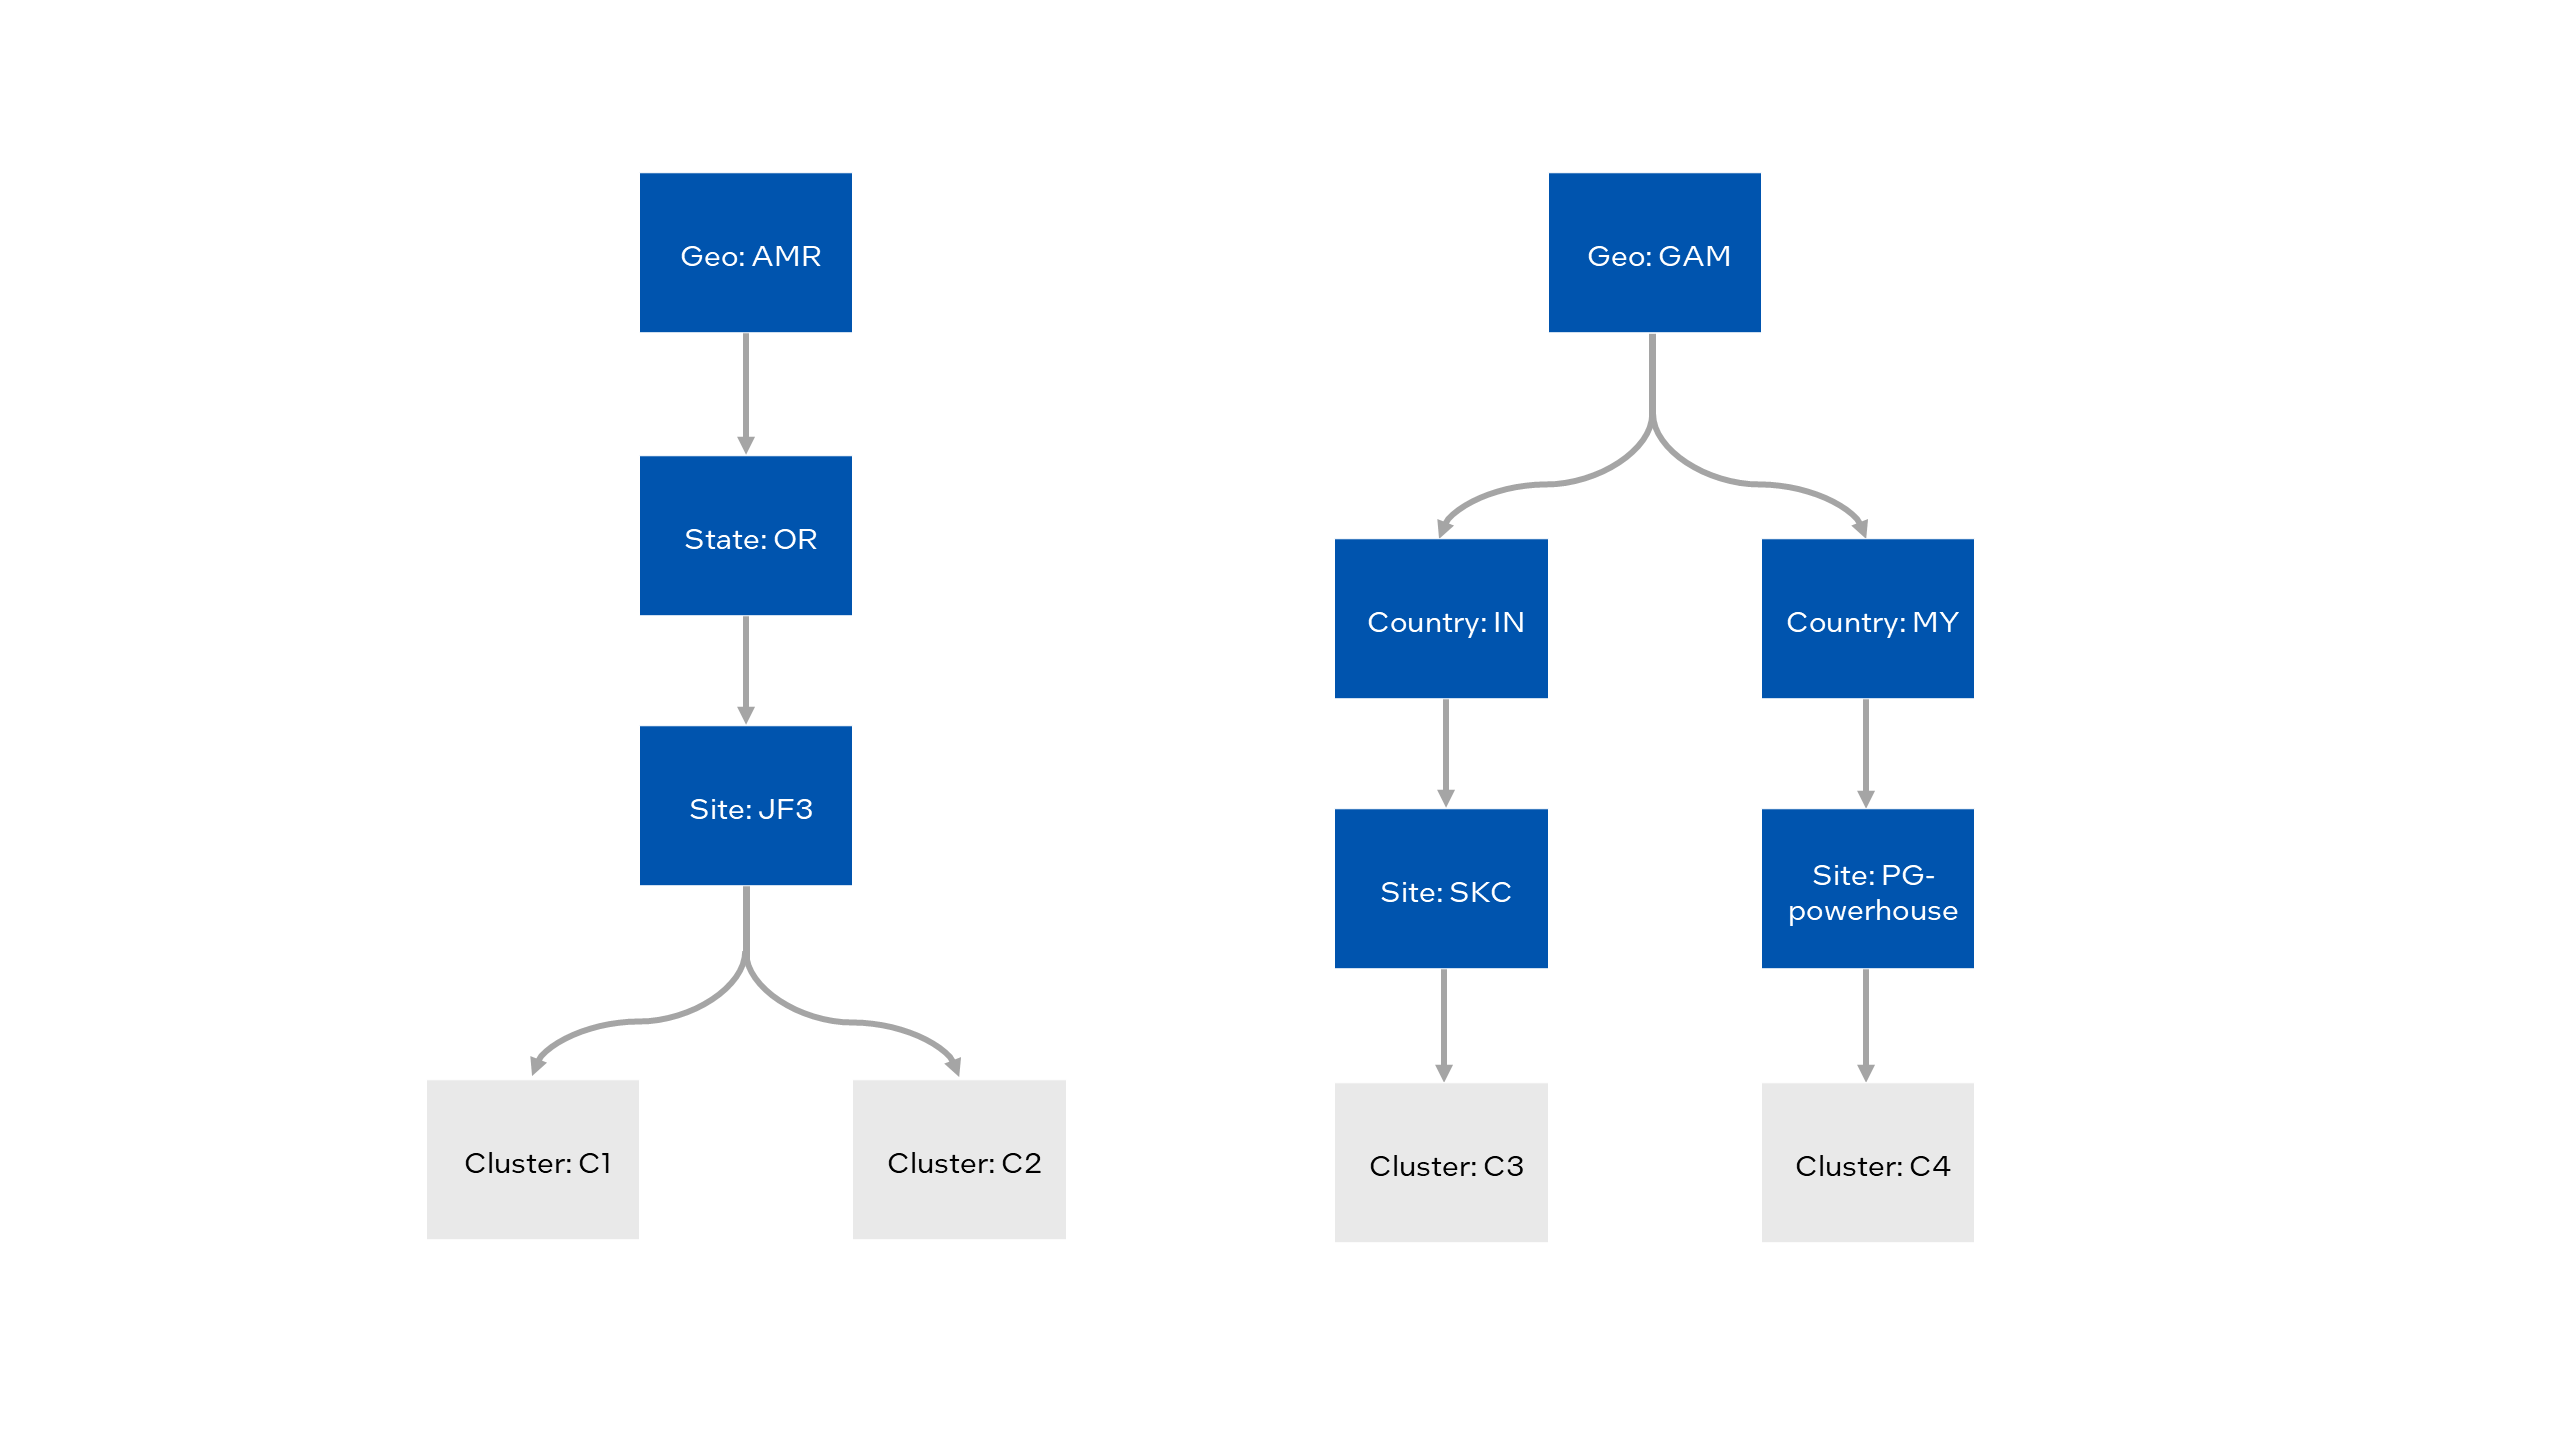 Geo: AMR
State: OR
Site: JF3
Cluster: C1
Cluster: C2
Geo: GAM
Country: IN
Country: MY
Site: SKC
Site: PG-
powerhouse
Cluster: C3
Cluster: C4